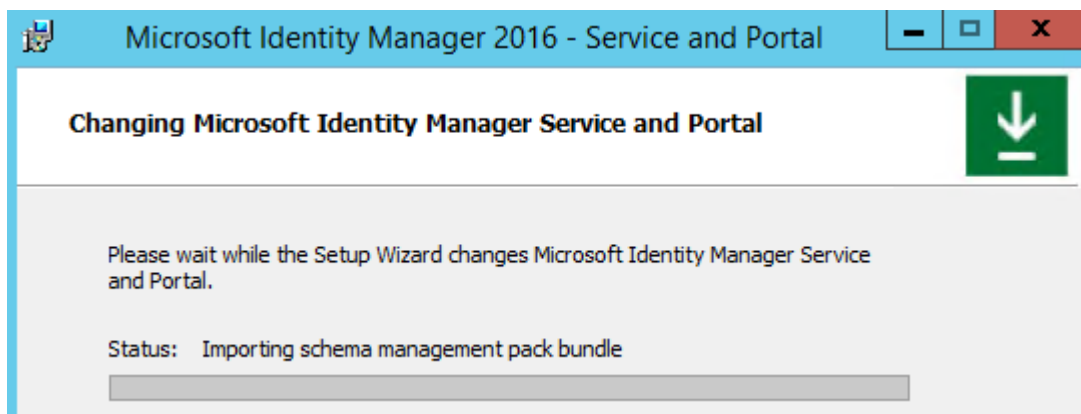 Microsoft Identity Manager 2016 - Service and Portal
Changing Microsoft Identity Manager Service and Portal
Please wait while the Setup Wizard changes Microsoft Identity Manager Service
and Portal.
Status: Importing schema management pack bundle